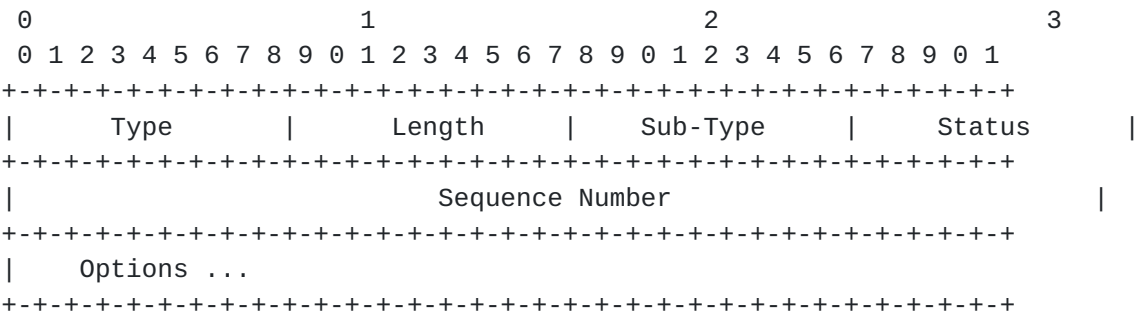 0                     1                     2                     3
 0 1 2 3 4 5 6 7 8 9 0 1 2 3 4 5 6 7 8 9 0 1 2 3 4 5 6 7 8 9 0 1
+-+-+-+-+-+-+-+-+-+-+-+-+-+-+-+-+-+-+-+-+-+-+-+-+-+-+-+-+-+-+-+-+
|      Type       |      Length     |    Sub-Type     |     Status      |
+-+-+-+-+-+-+-+-+-+-+-+-+-+-+-+-+-+-+-+-+-+-+-+-+-+-+-+-+-+-+-+-+
|                           Sequence Number                           |
+-+-+-+-+-+-+-+-+-+-+-+-+-+-+-+-+-+-+-+-+-+-+-+-+-+-+-+-+-+-+-+-+
|    Options ...
+-+-+-+-+-+-+-+-+-+-+-+-+-+-+-+-+-+-+-+-+-+-+-+-+-+-+-+-+-+-+-+-+